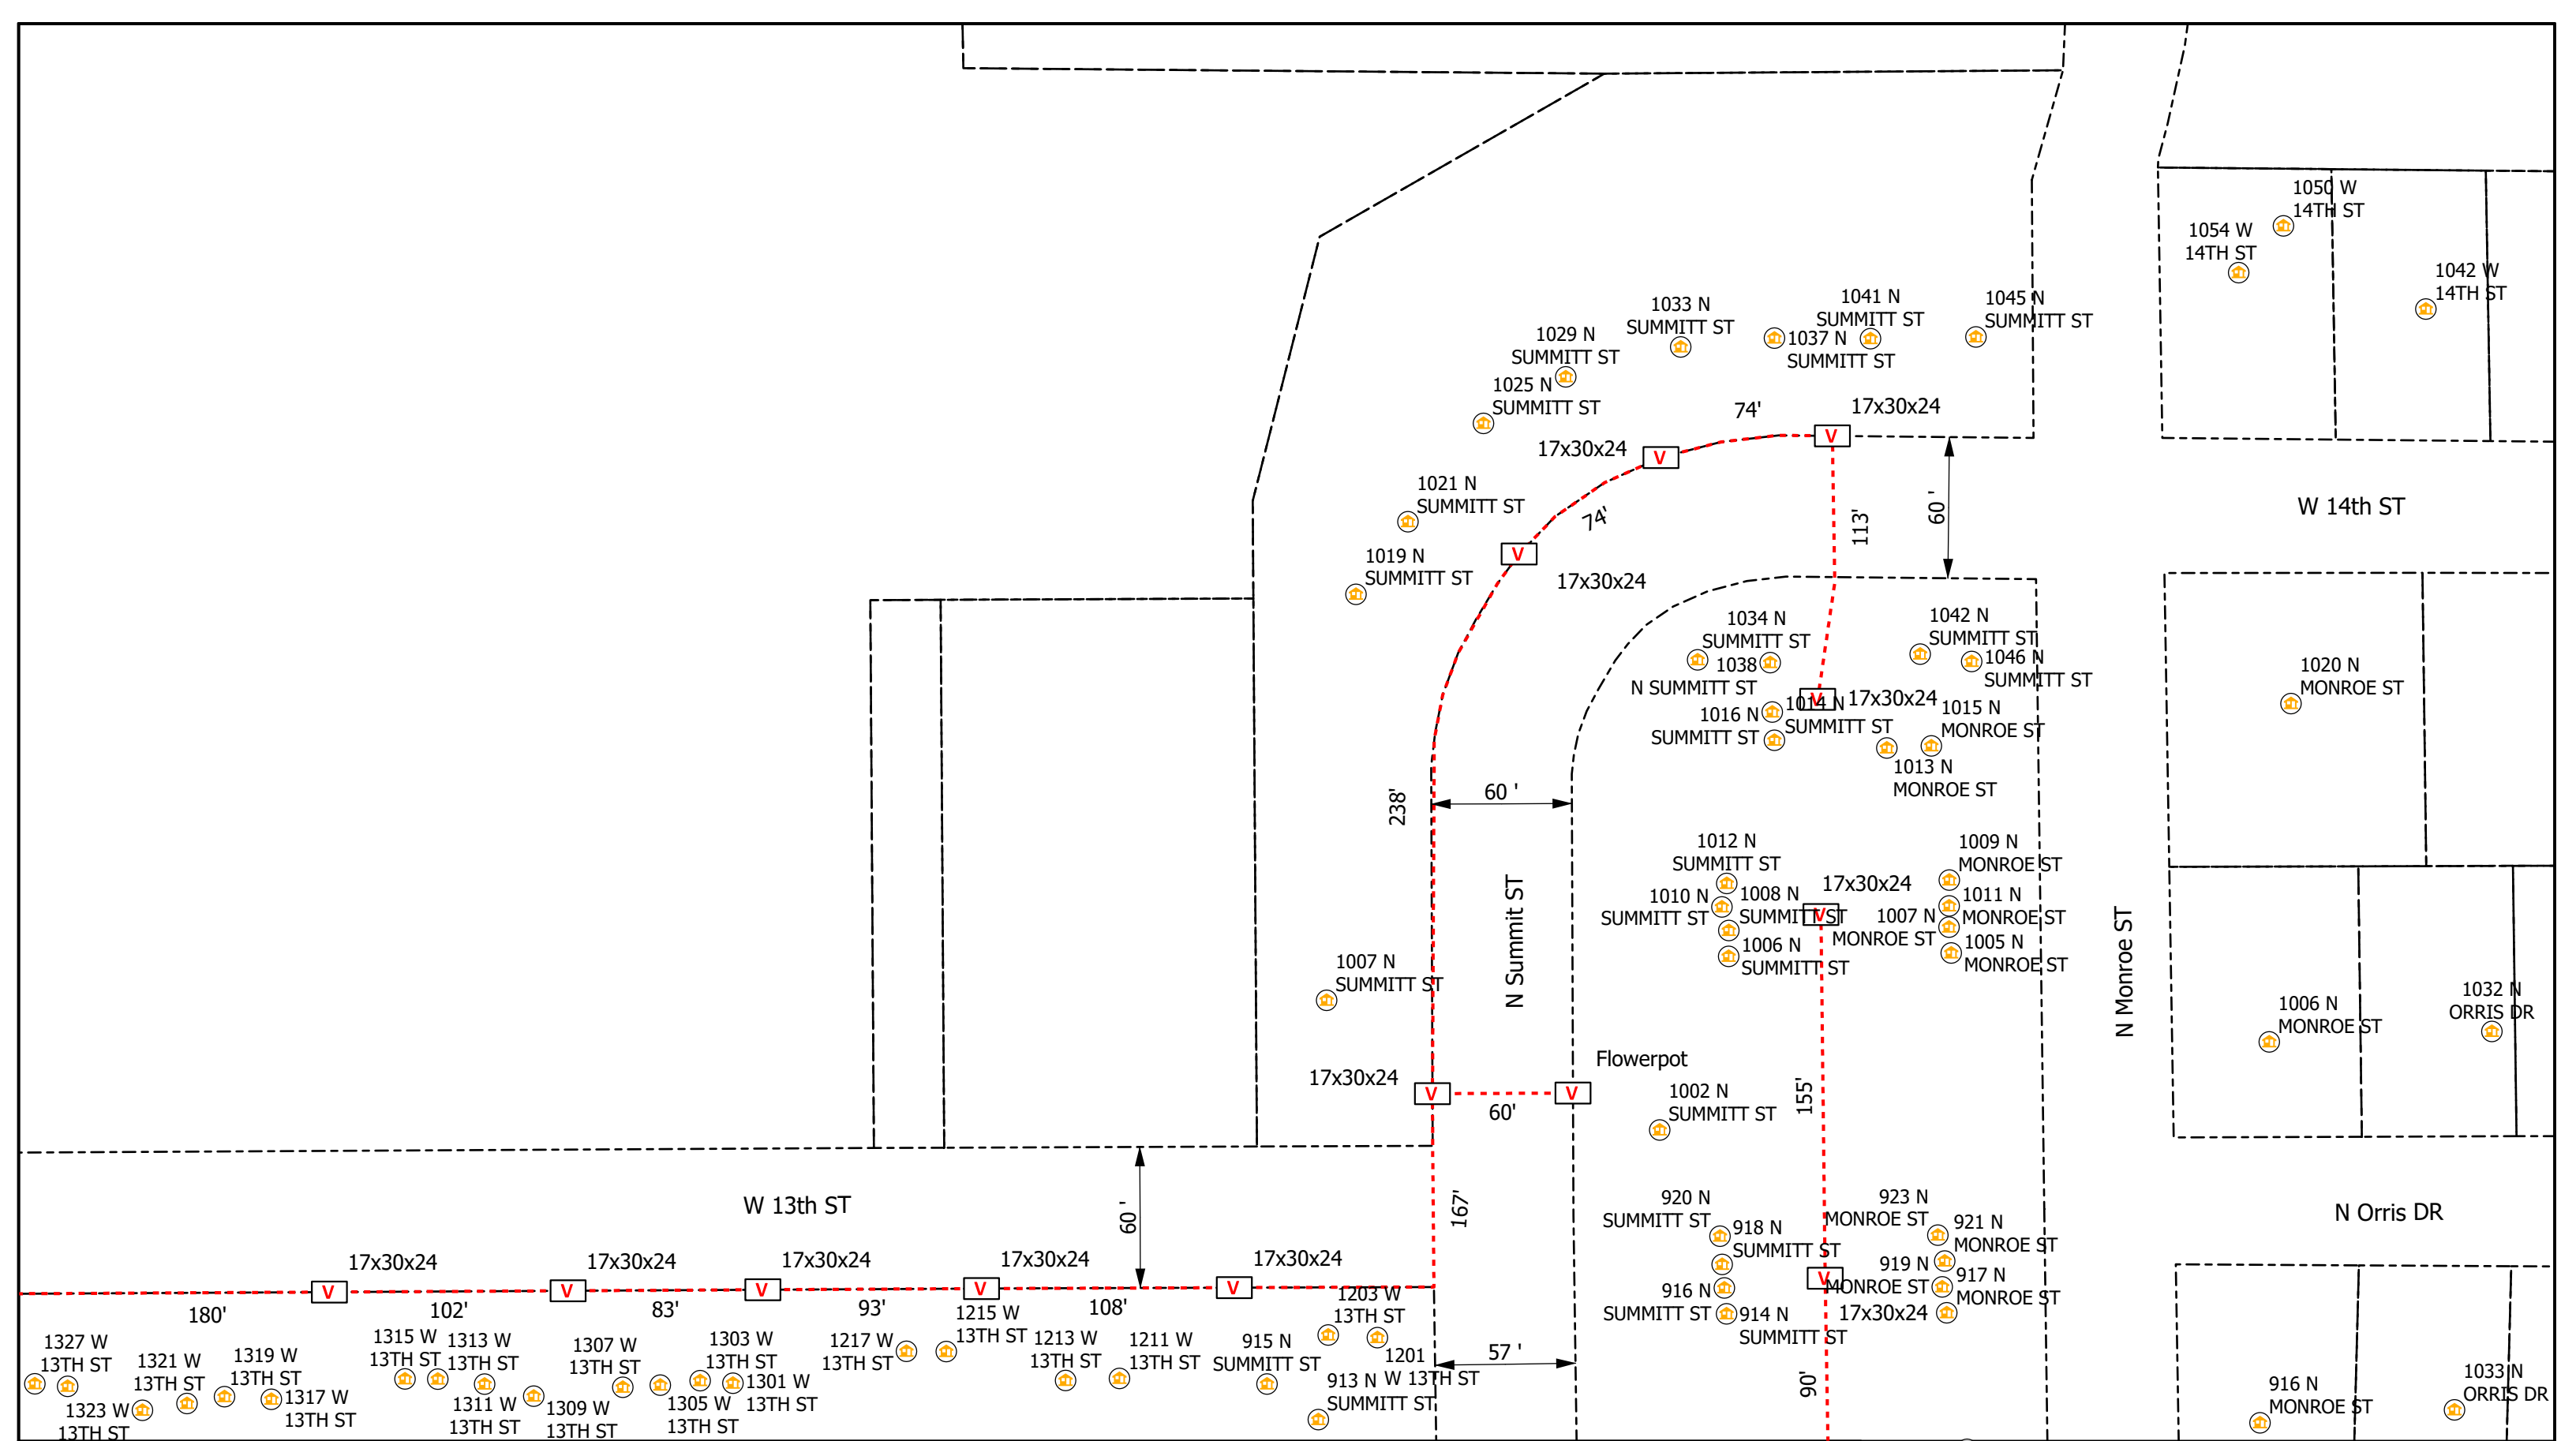 1050 W
14TH ST
1054 W
14TH ST
1042 W
14TH ST
1033 N
SUMMITT ST
1041 N
SUMMITT ST
1045 N
SUMMITT ST
1029 N
SUMMITT ST
1037 N
SUMMITT ST
1025 N
SUMMITT ST
74'
17x30x24
17x30x24
V
V
1021 N
SUMMITT ST
74'
113'
60 '
W 14th ST
V
1019 N
SUMMITT ST
17x30x24
1034 N
SUMMITT ST
1042 N
SUMMITT ST
1038
N SUMMITT ST
1046 N
SUMMITT ST
1020 N
MONROE ST
V
17x30x24
1014 N
SUMMITT ST
1016 N
SUMMITT ST
1015 N
MONROE ST
1013 N
MONROE ST
238'
60 '
1012 N
SUMMITT ST
1009 N
MONROE ST
17x30x24
1010 N
SUMMITT ST
1008 N
SUMMITT ST
V
1007 N
MONROE ST
1011 N
MONROE ST
1006 N
SUMMITT ST
1005 N
MONROE ST
N Summit ST
N Monroe ST
1007 N
SUMMITT ST
1006 N
MONROE ST
1032 N
ORRIS DR
Flowerpot
17x30x24
V
V
60'
1002 N
SUMMITT ST
155'
W 13th ST
60 '
167'
920 N
SUMMITT ST
923 N
MONROE ST
918 N
SUMMITT ST
921 N
MONROE ST
N Orris DR
17x30x24
17x30x24
17x30x24
17x30x24
17x30x24
V
V
V
V
V
V
919 N
MONROE ST
917 N
MONROE ST
916 N
SUMMITT ST
914 N
SUMMITT ST
17x30x24
180'
102'
83'
93'
108'
1203 W
13TH ST
1215 W
13TH ST
1327 W
13TH ST
1321 W
13TH ST
1319 W
13TH ST
1315 W
13TH ST
1313 W
13TH ST
1307 W
13TH ST
1303 W
13TH ST
1217 W
13TH ST
1213 W
13TH ST
1211 W
13TH ST
915 N
SUMMITT ST
1201
W 13TH ST
57 '
90'
1323 W
13TH ST
1317 W
13TH ST
1311 W
13TH ST
1309 W
13TH ST
1305 W
13TH ST
1301 W
13TH ST
913 N
SUMMITT ST
916 N
MONROE ST
1033 N
ORRIS DR